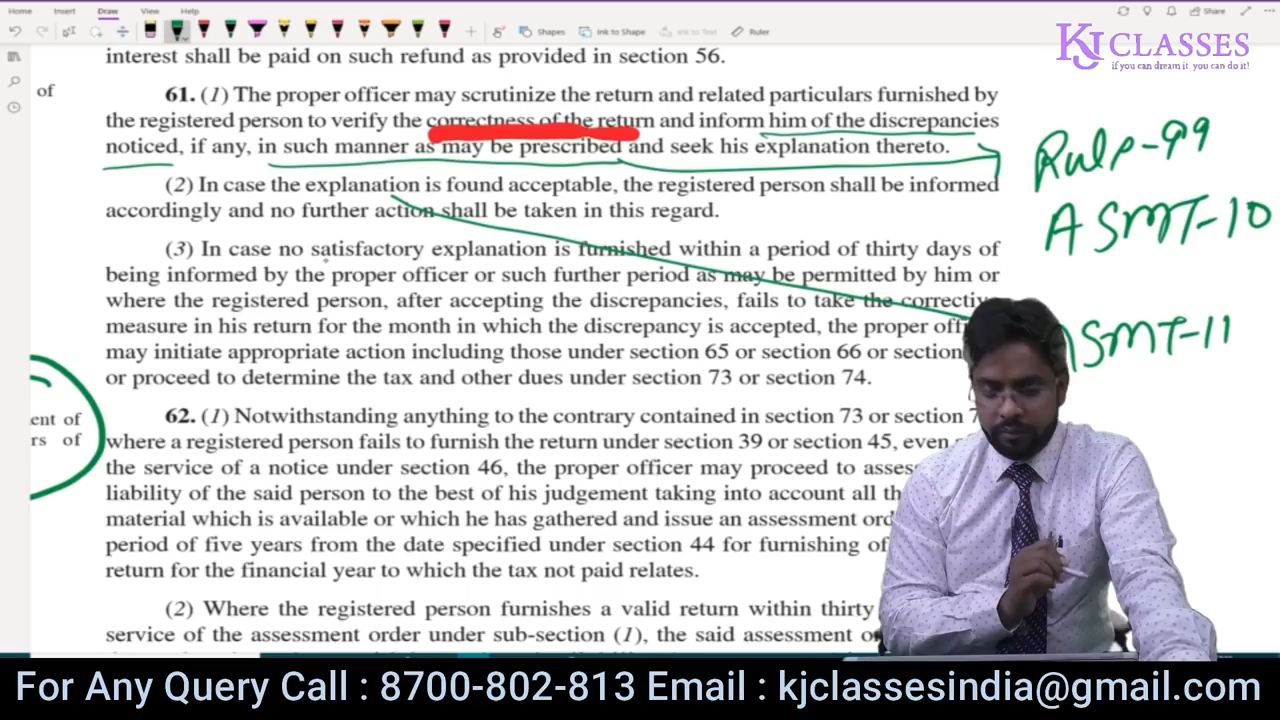 Home Insert Draw View Help
Share
Shapes Ink to Shape Ink to Text Ruler
KJ CLASSES
if you can dream it you can do it!
interest shall be paid on such refund as provided in section 56.
of
61. (1) The proper officer may scrutinize the return and related particulars furnished by
the registered person to verify the correctness of the return and inform him of the discrepancies
noticed, if any, in such manner as may be prescribed and seek his explanation thereto.
Rule-99
(2) In case the explanation is found acceptable, the registered person shall be informed
accordingly and no further action shall be taken in this regard.
ASMT-10
(3) In case no satisfactory explanation is furnished within a period of thirty days of
being informed by the proper officer or such further period as may be permitted by him or
where the registered person, after accepting the discrepancies, fails to take the correctiv
measure in his return for the month in which the discrepancy is accepted, the proper off
ASMT-11
may initiate appropriate action including those under section 65 or section 66 or section
or proceed to determine the tax and other dues under section 73 or section 74.
ent of
rs of
62. (1) Notwithstanding anything to the contrary contained in section 73 or section 7
where a registered person fails to furnish the return under section 39 or section 45, even
the service of a notice under section 46, the proper officer may proceed to asses
liability of the said person to the best of his judgement taking into account all th
material which is available or which he has gathered and issue an assessment ord
period of five years from the date specified under section 44 for furnishing of
return for the financial year to which the tax not paid relates.
(2) Where the registered person furnishes a valid return within thirty
service of the assessment order under sub-section (1), the said assessment o
For Any Query Call : 8700-802-813 Email : kjclassesindia@gmail.com